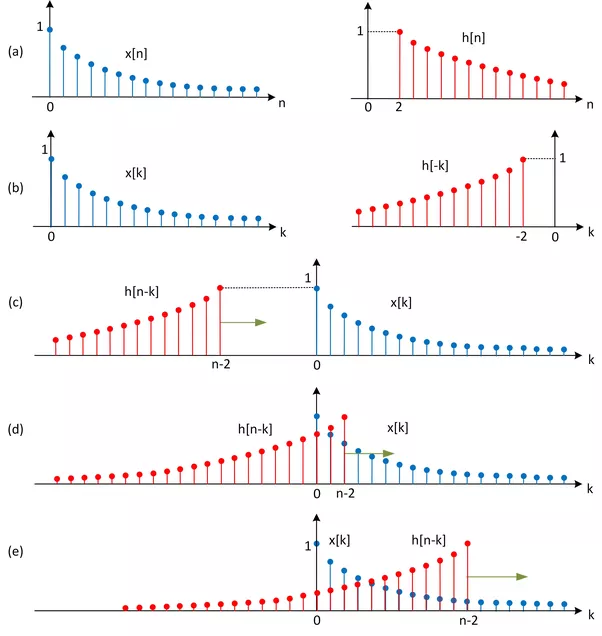 (a)
1
x[n]
0
n
1
h[n]
0
2
n
(b)
1
x[k]
0
k
h[-k]
1
-2
0
k
(c)
h[n-k]
1
x[k]
n-2
0
k
(d)
h[n-k]
x[k]
0
n-2
k
(e)
1
x[k]
h[n-k]
0
n-2
k